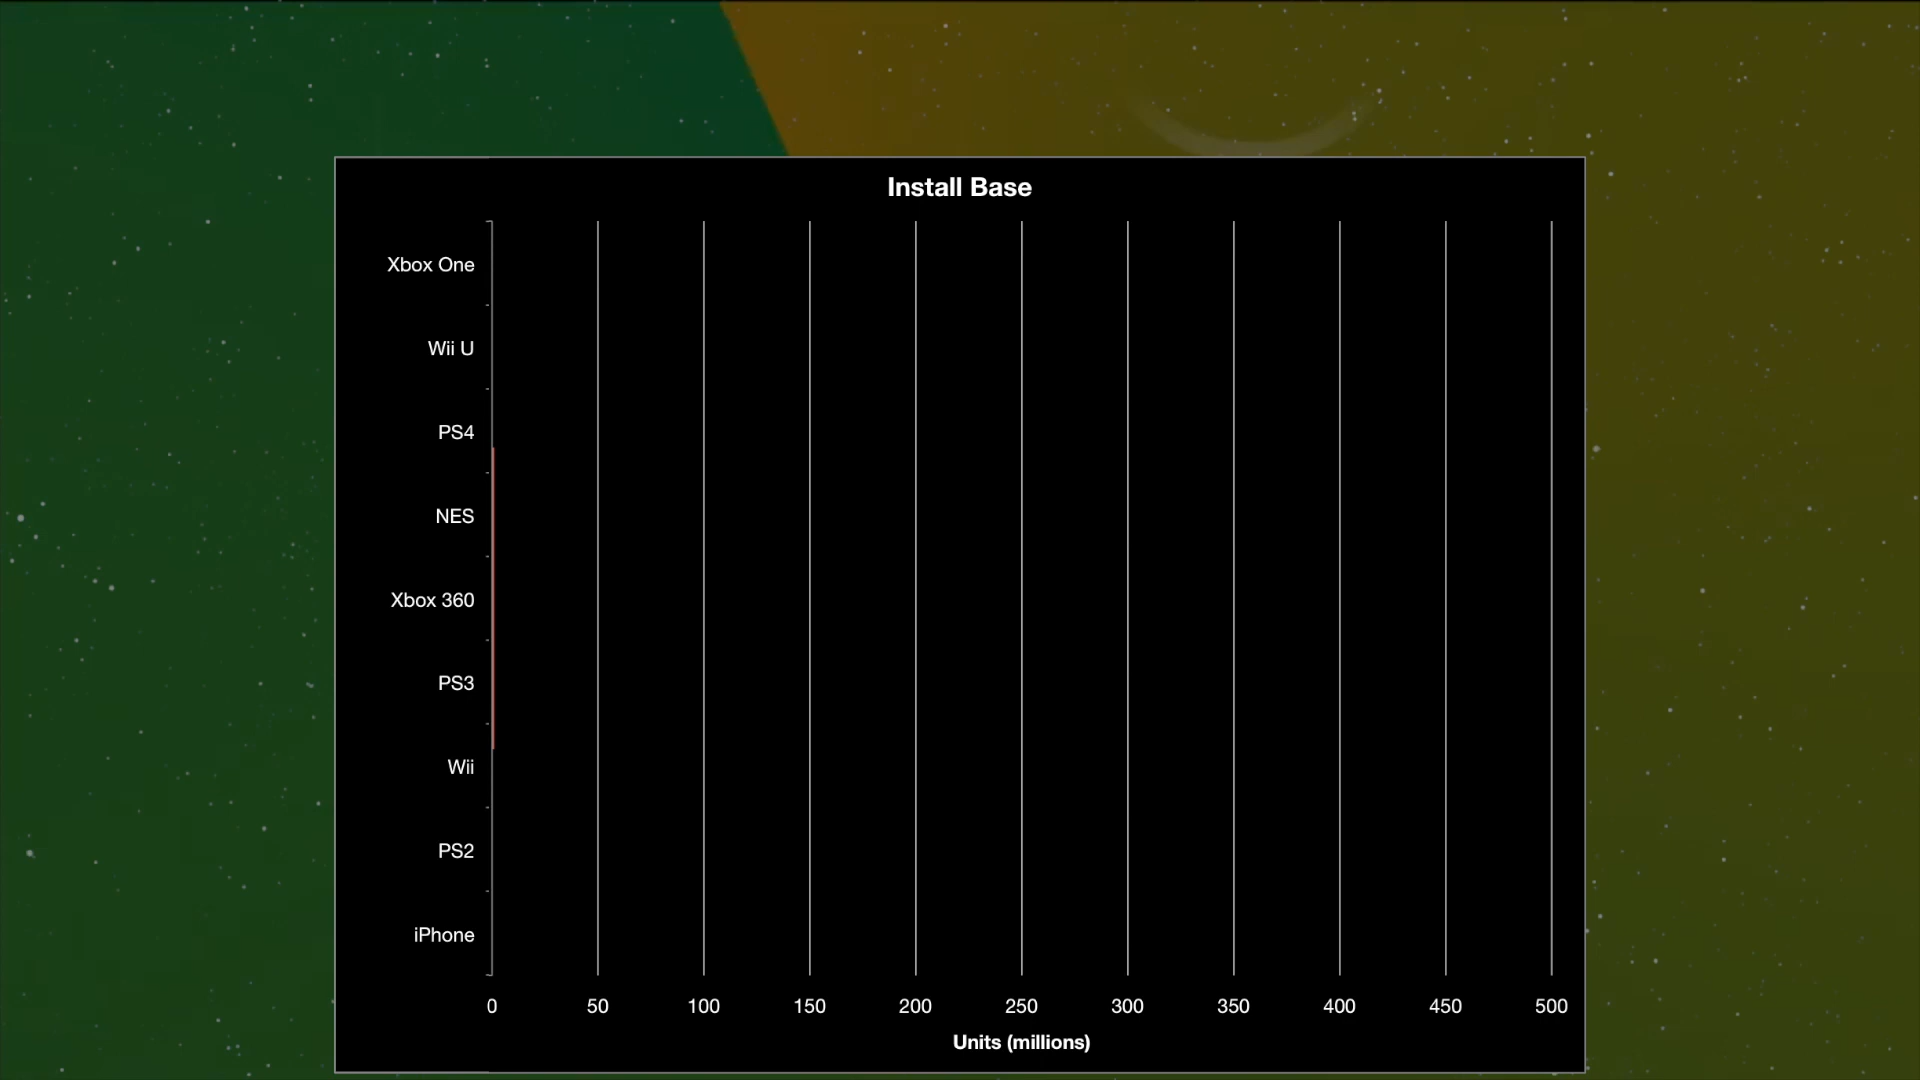 Install Base
Xbox One
Wii U
PS4
NES
Xbox 360
PS3
Wii
PS2
iPhone
0 50 100 150 200 250 300 350 400 450 500
Units (millions)